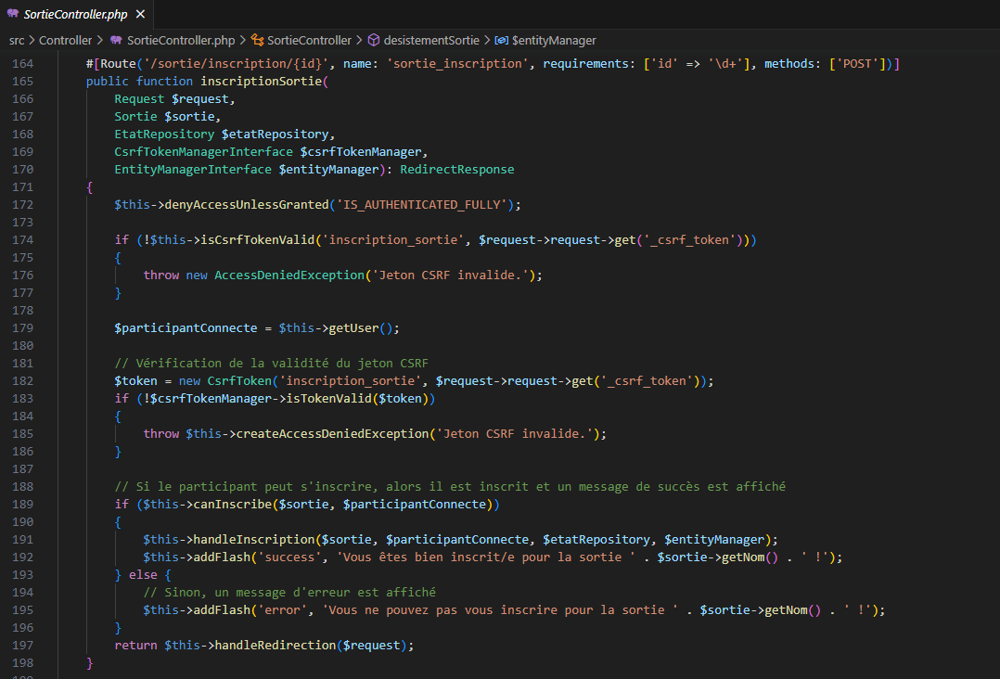 SortieController.php
src > Controller > SortieController.php > SortieController > desistementSortie > $entityManager
164 #[Route('/sortie/inscription/{id}', name: 'sortie_inscription', requirements: ['id' => '\d+'], methods: ['POST'])]
165 public function inscriptionSortie(
166 Request $request,
167 Sortie $sortie,
168 EtatRepository $etatRepository,
169 CsrfTokenManagerInterface $csrfTokenManager,
170 EntityManagerInterface $entityManager): RedirectResponse
171 {
172 $this->denyAccessUnlessGranted('IS_AUTHENTICATED_FULLY');
173
174 if (!$this->isCsrfTokenValid('inscription_sortie', $request->request->get('_csrf_token')))
175 {
176 throw new AccessDeniedException('Jeton CSRF invalide.');
177 }
178
179 $participantConnecte = $this->getUser();
180
181 // Vérification de la validité du jeton CSRF
182 $token = new CsrfToken('inscription_sortie', $request->request->get('_csrf_token'));
183 if (!$csrfTokenManager->isTokenValid($token))
184 {
185 throw $this->createAccessDeniedException('Jeton CSRF invalide.');
186 }
187
188 // Si le participant peut s'inscrire, alors il est inscrit et un message de succès est affiché
189 if ($this->canInscribe($sortie, $participantConnecte))
190 {
191 $this->handleInscription($sortie, $participantConnecte, $etatRepository, $entityManager);
192 $this->addFlash('success', 'Vous êtes bien inscrit/e pour la sortie ' . $sortie->getNom() . ' !');
193 } else {
194 // Sinon, un message d'erreur est affiché
195 $this->addFlash('error', 'Vous ne pouvez pas vous inscrire pour la sortie ' . $sortie->getNom() . ' !');
196 }
197 return $this->handleRedirection($request);
198 }